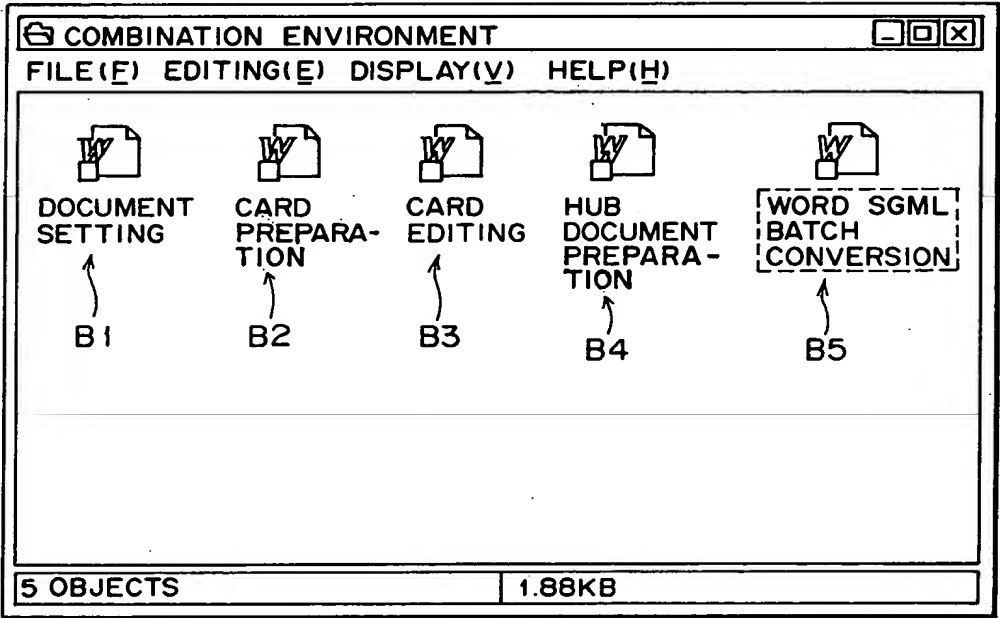 COMBINATION ENVIRONMENT
FILE(F) EDITING(E) DISPLAY(V) HELP(H)
DOCUMENT
SETTING
B1
CARD
PREPARA-
TION
B2
CARD
EDITING
B3
HUB
DOCUMENT
PREPARA-
TION
B4
WORD SGML
BATCH
CONVERSION
B5
5 OBJECTS
1.88KB